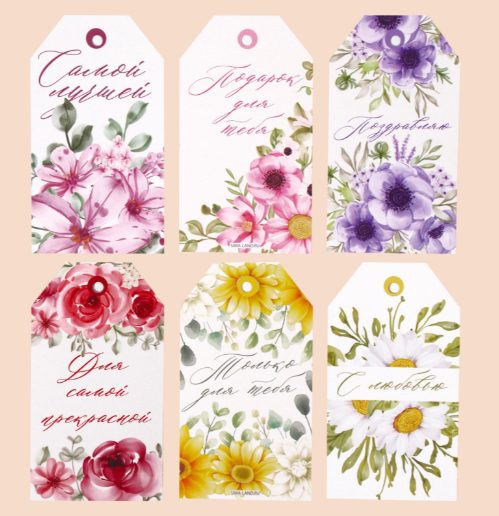 Самой
лучшей
Подарок
для
тебя
Поздравляю
Для
самой
прекрасной
Только
для тебя
С любовью